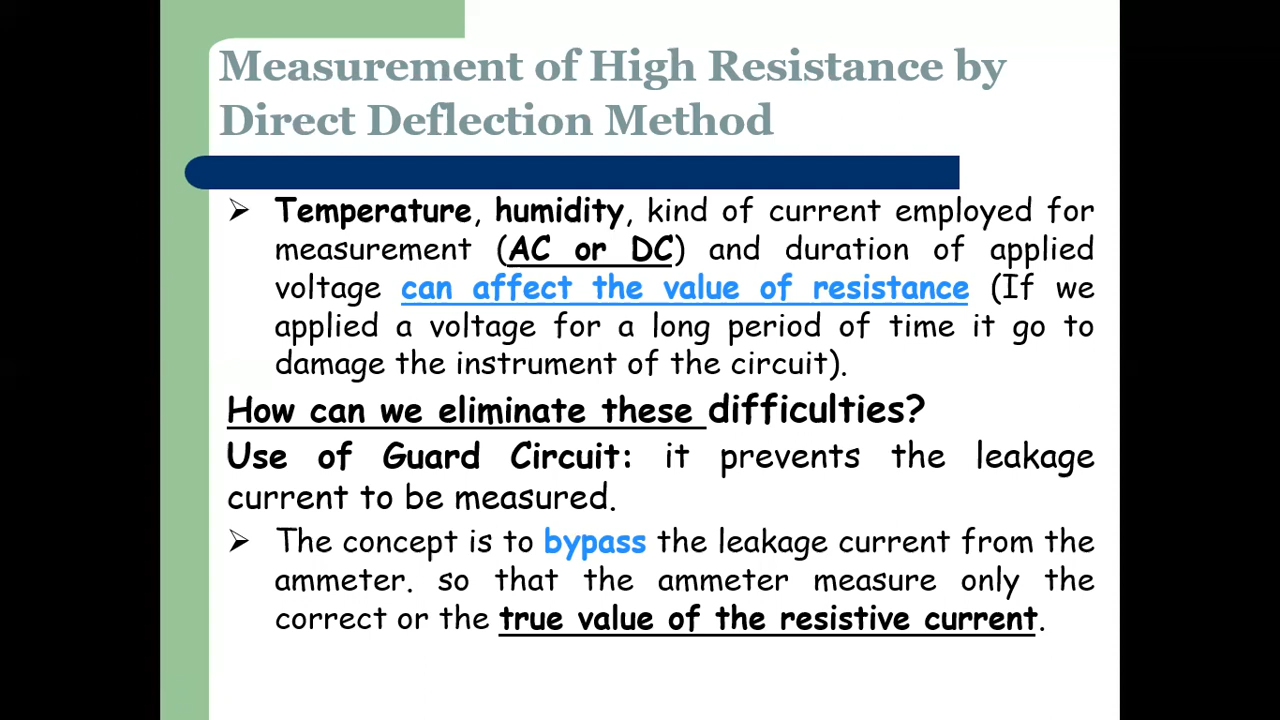 Measurement of High Resistance by
Direct Deflection Method
➢ Temperature, humidity, kind of current employed for
measurement (AC or DC) and duration of applied
voltage can affect the value of resistance (If we
applied a voltage for a long period of time it go to
damage the instrument of the circuit).
How can we eliminate these difficulties?
Use of Guard Circuit: it prevents the leakage
current to be measured.
➢ The concept is to bypass the leakage current from the
ammeter. so that the ammeter measure only the
correct or the true value of the resistive current.